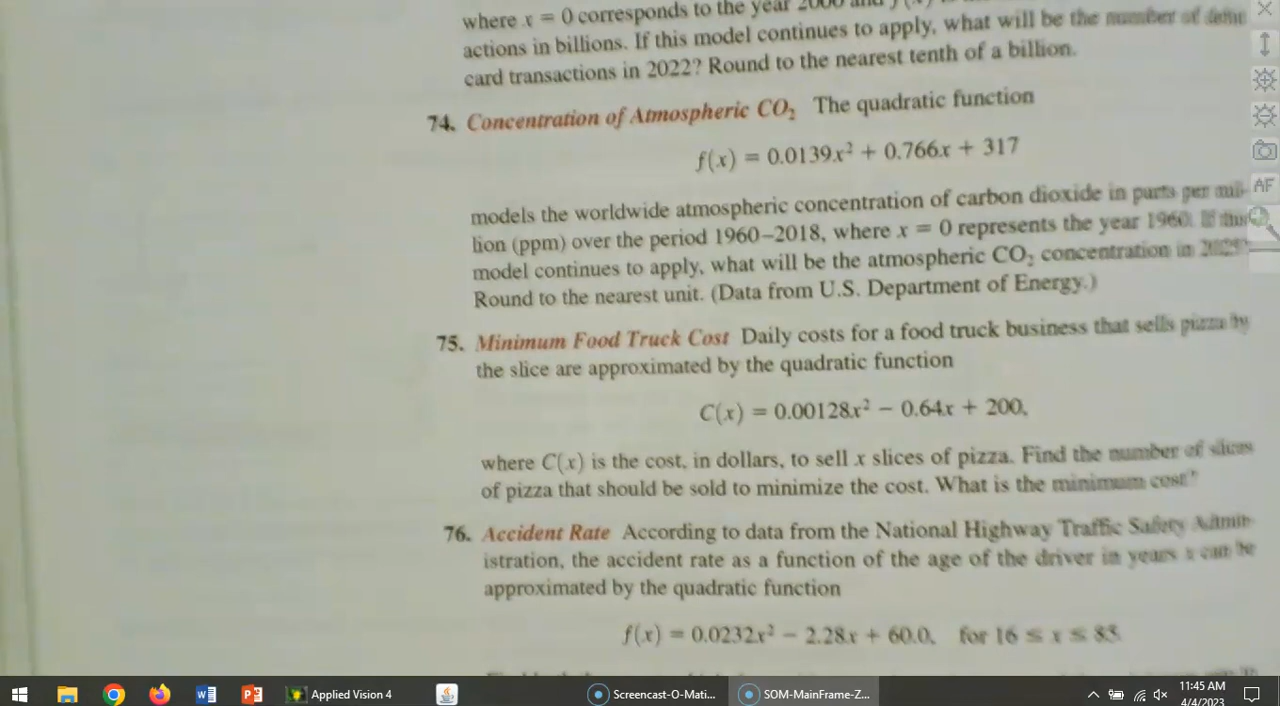 where x = 0 corresponds to the year 2000 and f(x) is
actions in billions. If this model continues to apply, what will be the number of debit
card transactions in 2022? Round to the nearest tenth of a billion.
74. Concentration of Atmospheric CO₂ The quadratic function
f(x) = 0.0139x² + 0.766x + 317
models the worldwide atmospheric concentration of carbon dioxide in parts per mil-
lion (ppm) over the period 1960–2018, where x = 0 represents the year 1960. If this
model continues to apply, what will be the atmospheric CO₂ concentration in
Round to the nearest unit. (Data from U.S. Department of Energy.)
75. Minimum Food Truck Cost Daily costs for a food truck business that sells pizza by
the slice are approximated by the quadratic function
C(x) = 0.00128x² − 0.64x + 200,
where C(x) is the cost, in dollars, to sell x slices of pizza. Find the number of slices
of pizza that should be sold to minimize the cost. What is the minimum cost?
76. Accident Rate According to data from the National Highway Traffic Safety Admin-
istration, the accident rate as a function of the age of the driver in years x can be
approximated by the quadratic function
f(x) = 0.0232x² − 2.28x + 60.0, for 16 ≤ x ≤ 85.
AF
Applied Vision 4
Screencast-O-Mati...
SOM-MainFrame-Z...
11:45 AM
4/4/2023